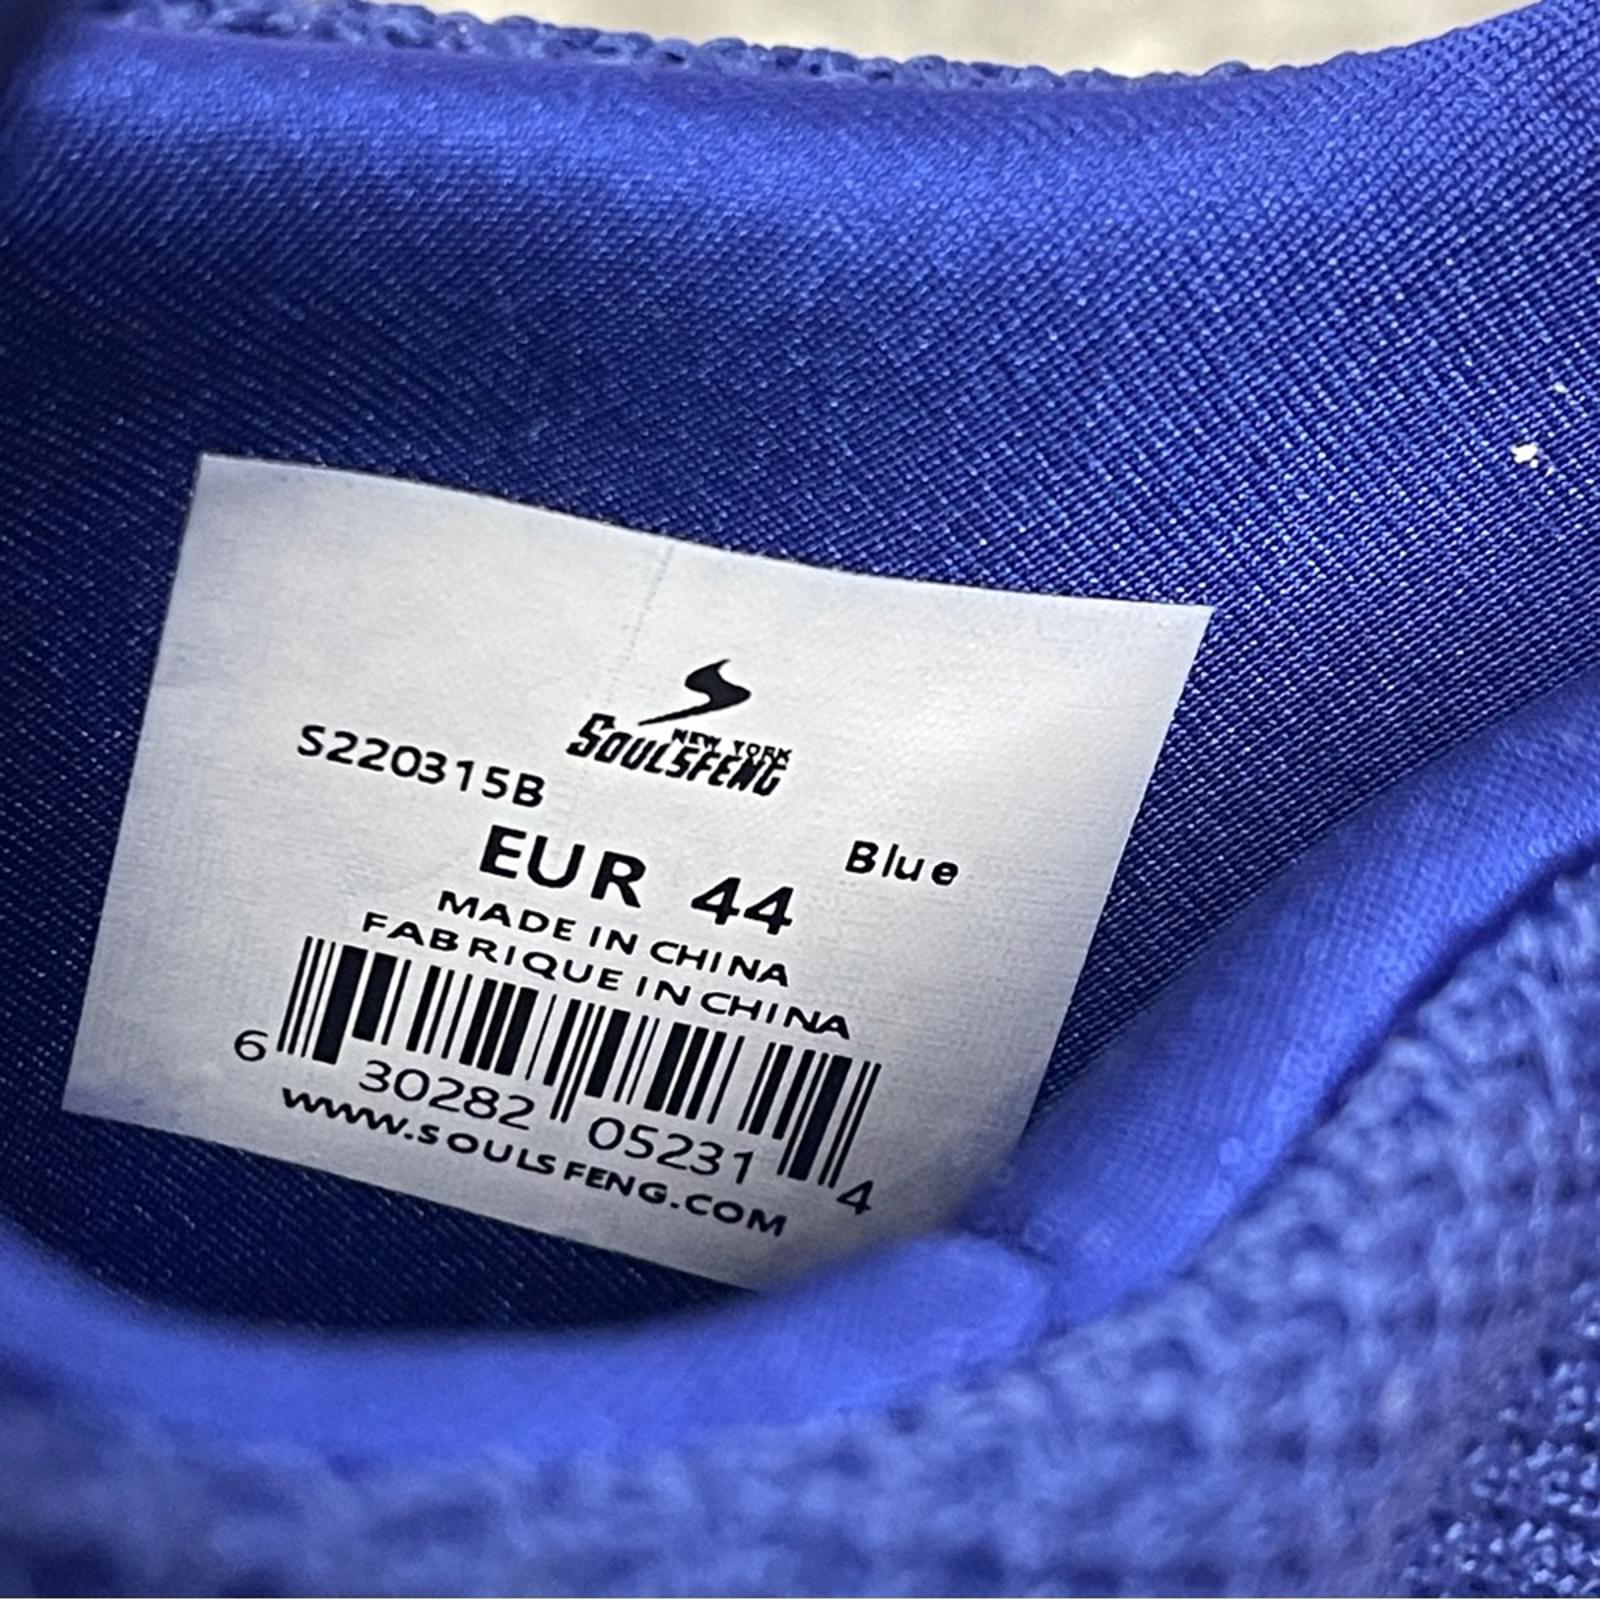 NEW YORK
SOULSFENG
S220315B
Blue
EUR 44
MADE IN CHINA
FABRIQUE IN CHINA
6 30282 05231 4
www.SOULSFENG.COM